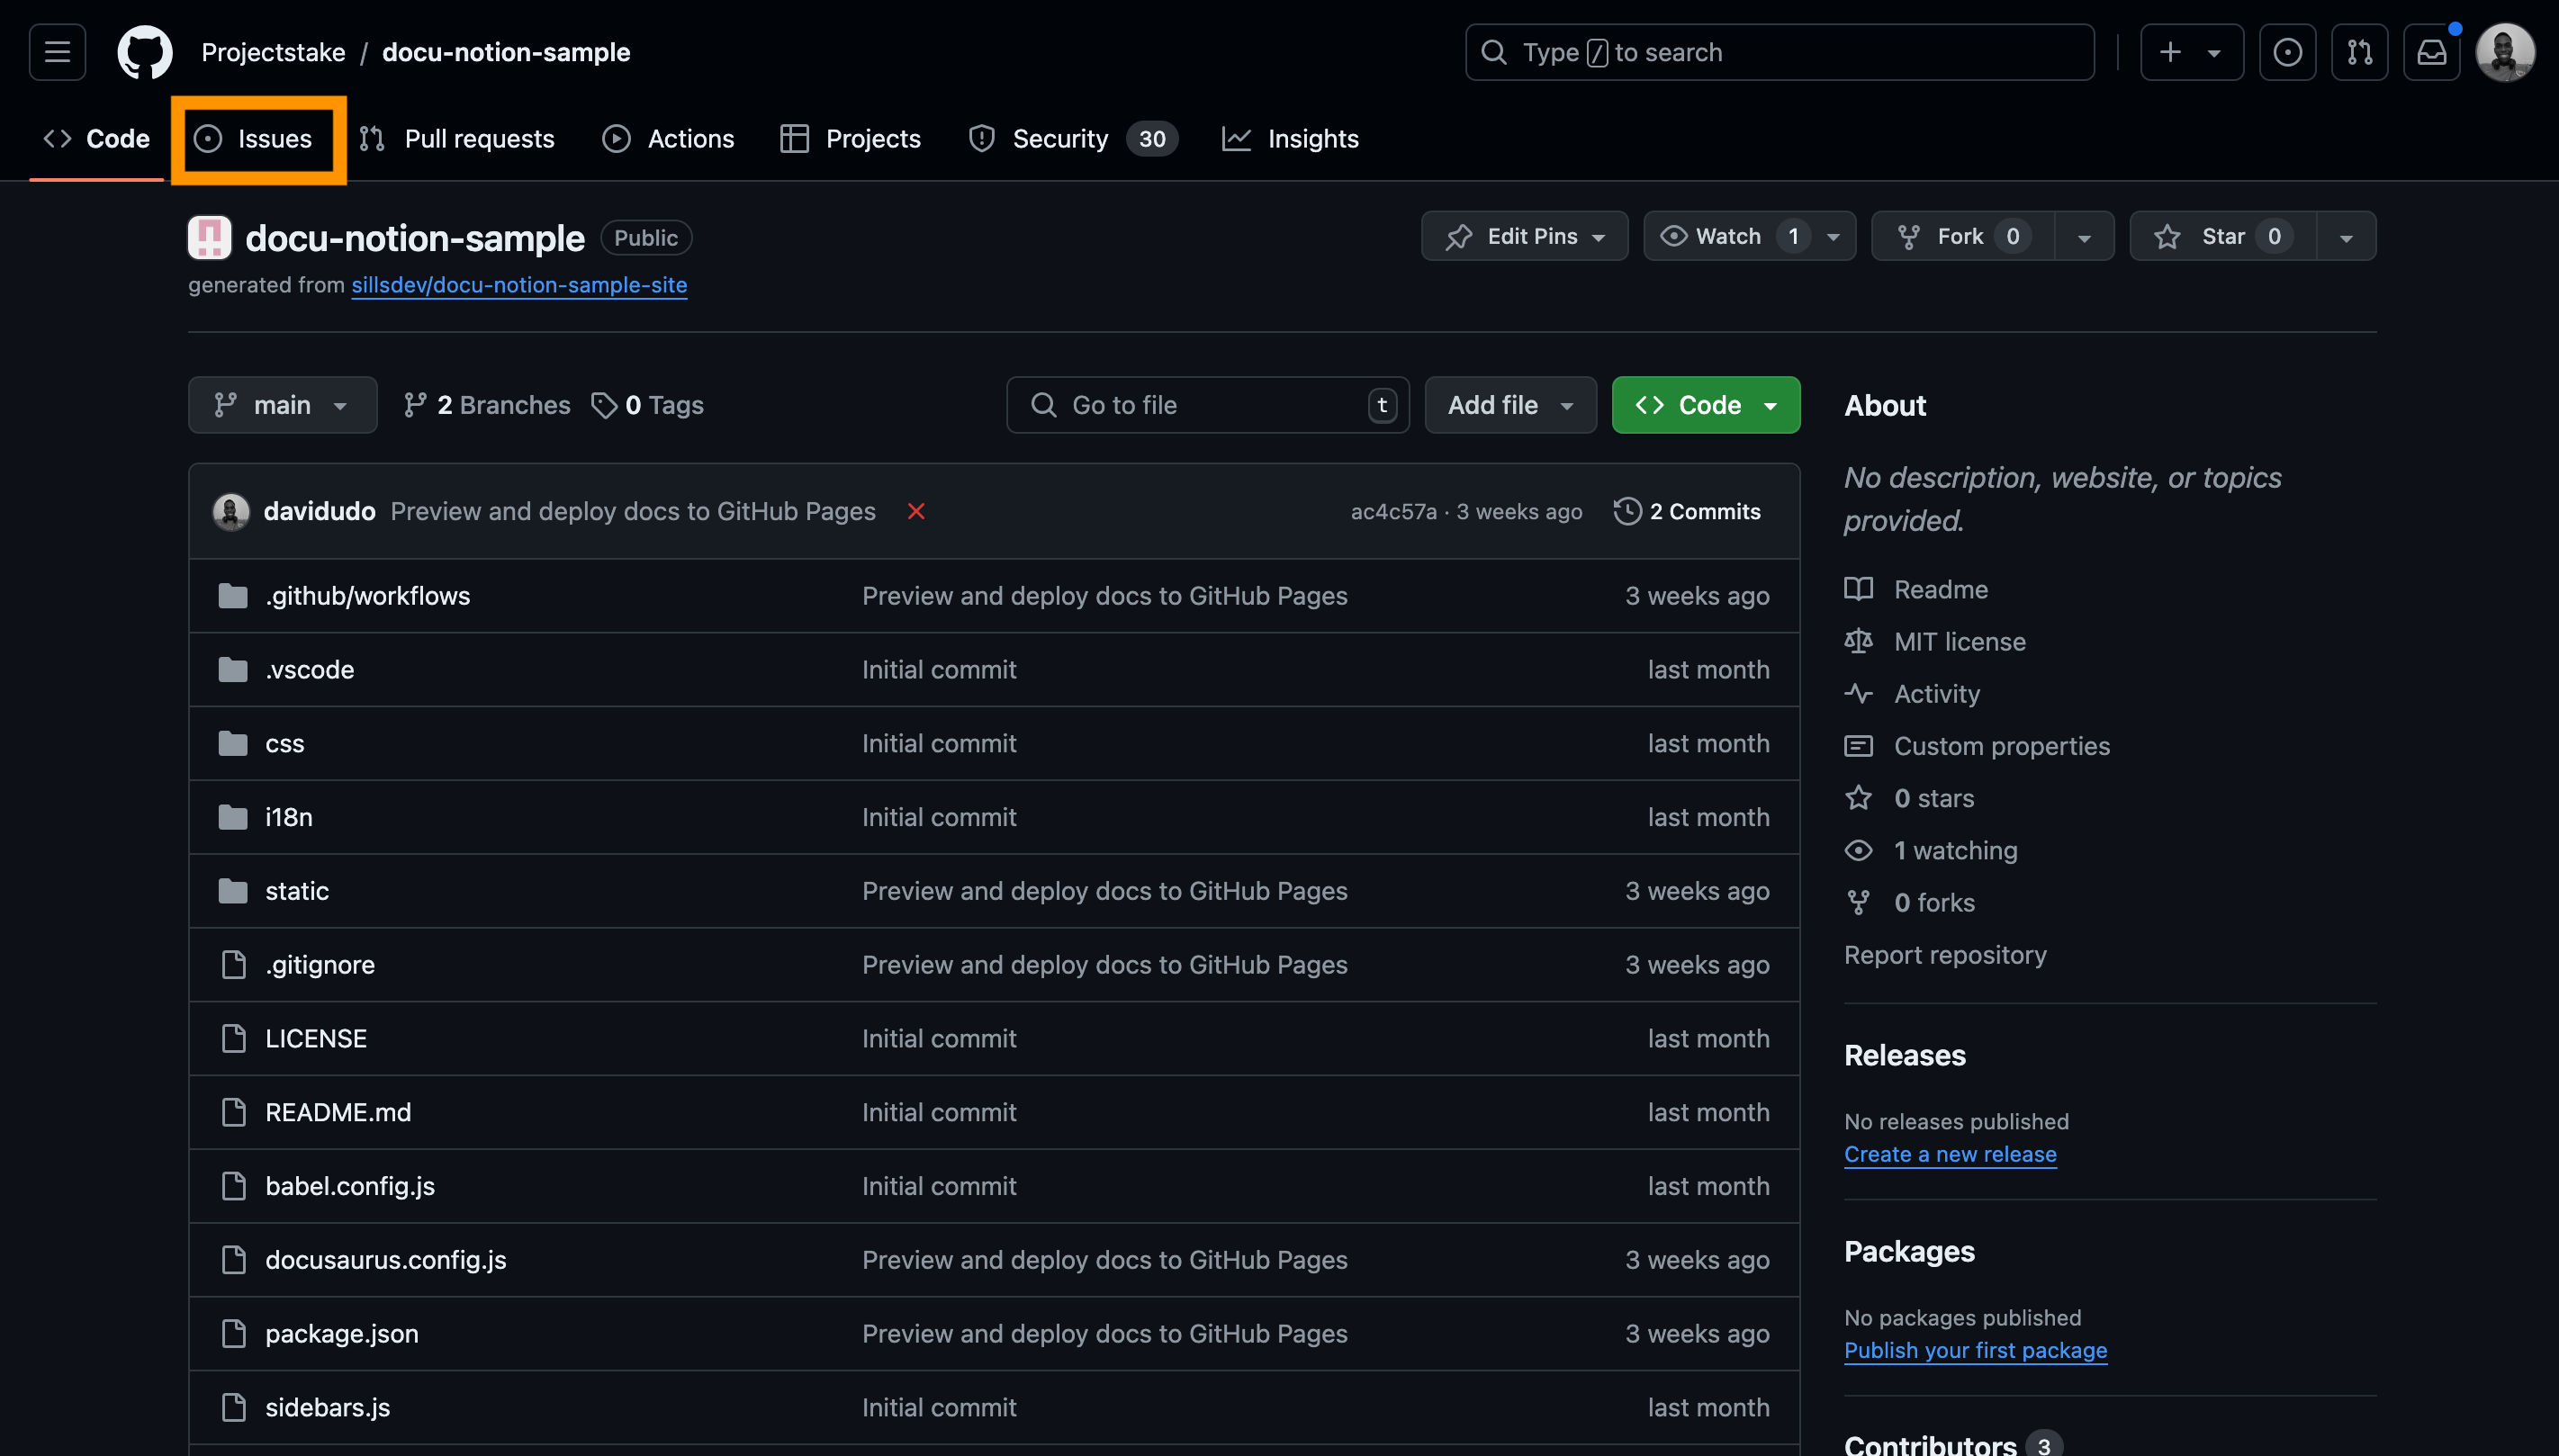 Projectstake / docu-notion-sample
Type / to search
Code
Issues
Pull requests
Actions
Projects
Security 30
Insights
docu-notion-sample Public
generated from sillsdev/docu-notion-sample-site
Edit Pins
Watch 1
Fork 0
Star 0
main
2 Branches
0 Tags
Go to file t
Add file
Code
davidudo Preview and deploy docs to GitHub Pages
ac4c57a · 3 weeks ago
2 Commits
.github/workflows Preview and deploy docs to GitHub Pages 3 weeks ago
.vscode Initial commit last month
css Initial commit last month
i18n Initial commit last month
static Preview and deploy docs to GitHub Pages 3 weeks ago
.gitignore Preview and deploy docs to GitHub Pages 3 weeks ago
LICENSE Initial commit last month
README.md Initial commit last month
babel.config.js Initial commit last month
docusaurus.config.js Preview and deploy docs to GitHub Pages 3 weeks ago
package.json Preview and deploy docs to GitHub Pages 3 weeks ago
sidebars.js Initial commit last month
About
No description, website, or topics
provided.
Readme
MIT license
Activity
Custom properties
0 stars
1 watching
0 forks
Report repository
Releases
No releases published
Create a new release
Packages
No packages published
Publish your first package
Contributors 3